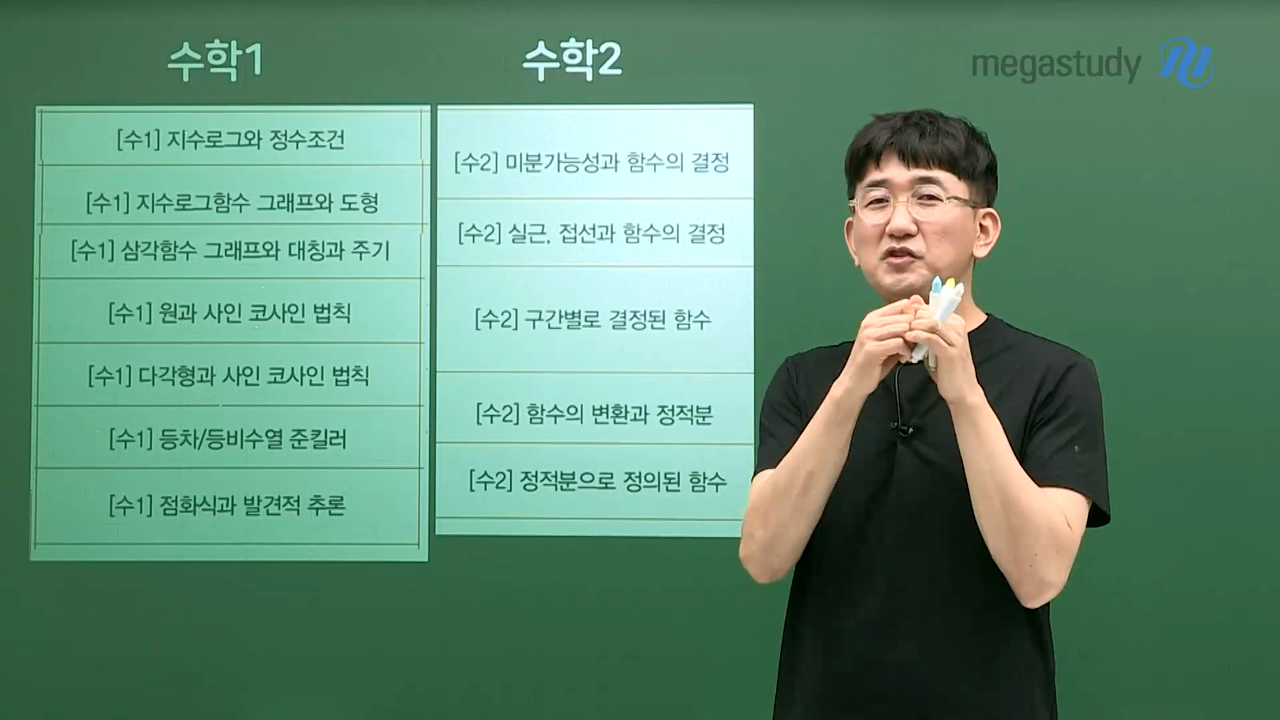 수학1
수학2
megastudy
[수1] 지수로그와 정수조건
[수1] 지수로그함수 그래프와 도형
[수1] 삼각함수 그래프와 대칭과 주기
[수1] 원과 사인 코사인 법칙
[수1] 다각형과 사인 코사인 법칙
[수1] 등차/등비수열 준킬러
[수1] 점화식과 발견적 추론
[수2] 미분가능성과 함수의 결정
[수2] 실근, 접선과 함수의 결정
[수2] 구간별로 결정된 함수
[수2] 함수의 변환과 정적분
[수2] 정적분으로 정의된 함수